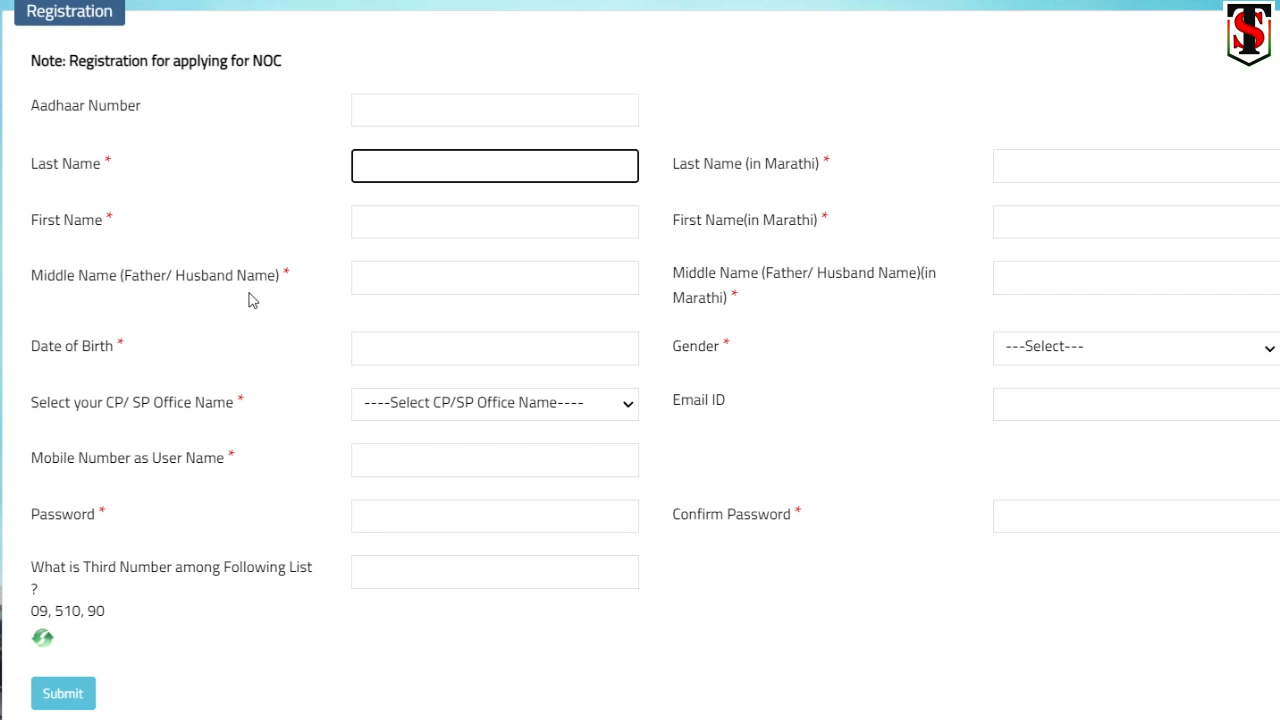 Registration
Note: Registration for applying for NOC
Aadhaar Number
Last Name *
Last Name (in Marathi) *
First Name *
First Name(in Marathi) *
Middle Name (Father/ Husband Name) *
Middle Name (Father/ Husband Name)(in
Marathi) *
Date of Birth *
Gender *
---Select---
Select your CP/ SP Office Name *
----Select CP/SP Office Name----
Email ID
Mobile Number as User Name *
Password *
Confirm Password *
What is Third Number among Following List
?
09, 510, 90
Submit
TS